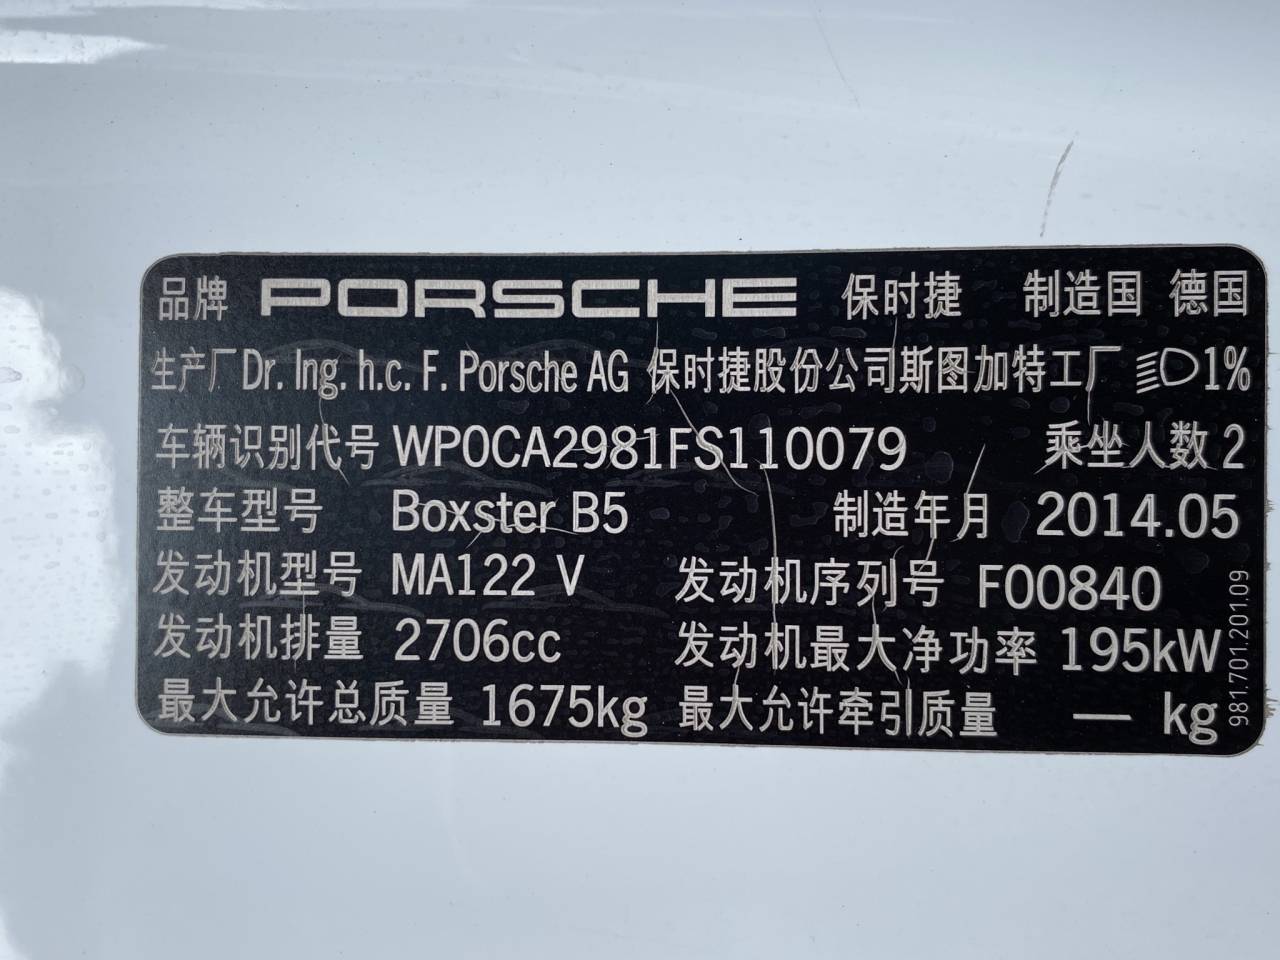 品牌 PORSCHE 保时捷 制造国 德国
生产厂 Dr. Ing. h.c. F. Porsche AG 保时捷股份公司斯图加特工厂 1%
车辆识别代号 WP0CA2981FS110079 乘坐人数 2
整车型号 Boxster B5 制造年月 2014.05
发动机型号 MA122 V 发动机序列号 F00840
发动机排量 2706cc 发动机最大净功率 195kW
最大允许总质量 1675kg 最大允许牵引质量 — kg
981.701.201.09